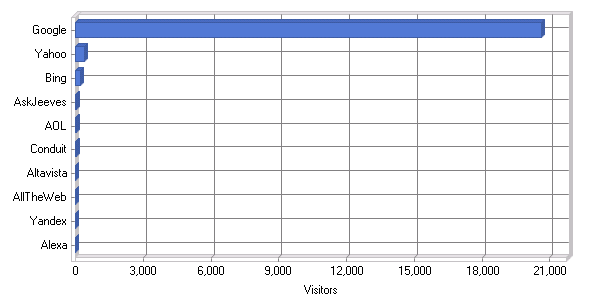 Google
Yahoo
Bing
AskJeeves
AOL
Conduit
Altavista
AllTheWeb
Yandex
Alexa
0 3,000 6,000 9,000 12,000 15,000 18,000 21,000
Visitors